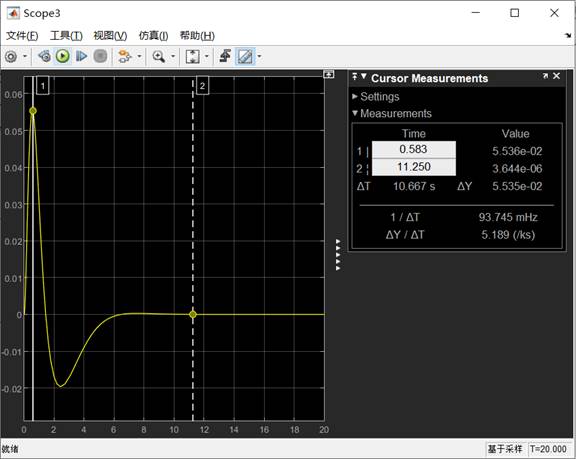 Scope3
文件(F) 工具(T) 视图(V) 仿真(I) 帮助(H)
1 2
0.06
0.05
0.04
0.03
0.02
0.01
0
-0.01
-0.02
0 2 4 6 8 10 12 14 16 18 20
Cursor Measurements
Settings
Measurements
Time Value
1 | 0.583 5.536e-02
2 ¦ 11.250 3.644e-06
ΔT 10.667 s ΔY 5.535e-02
1 / ΔT 93.745 mHz
ΔY / ΔT 5.189 (/ks)
就绪 基于采样 T=20.000